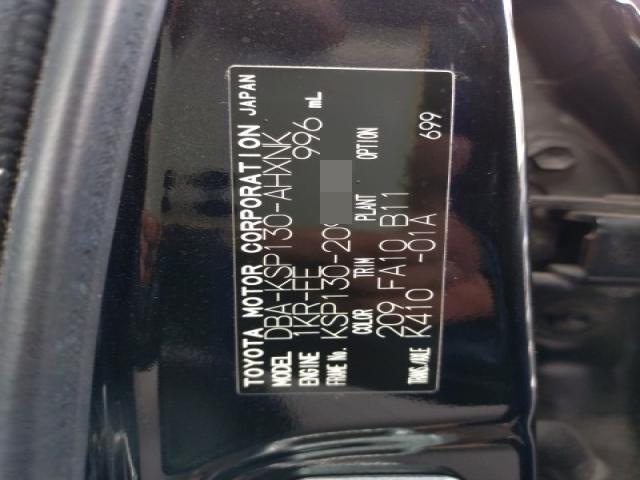 TOYOTA MOTOR CORPORATION JAPAN
MODEL DBA-KSP130-AHXNK
ENGINE 1KR-FE 996 mL
FRAME No. KSP130-209
COLOR TRIM PLANT OPTION
209 FA10 B11
TRANS./AXLE K410 -01A 699